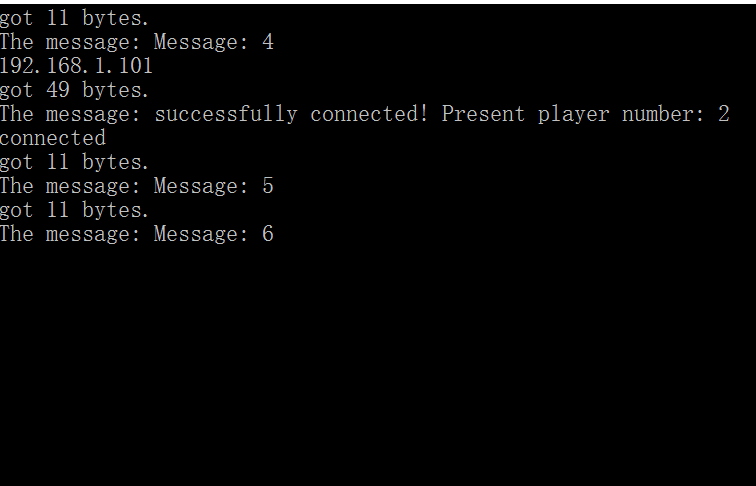 got 11 bytes.
The message: Message: 4
192.168.1.101
got 49 bytes.
The message: successfully connected! Present player number: 2
connected
got 11 bytes.
The message: Message: 5
got 11 bytes.
The message: Message: 6